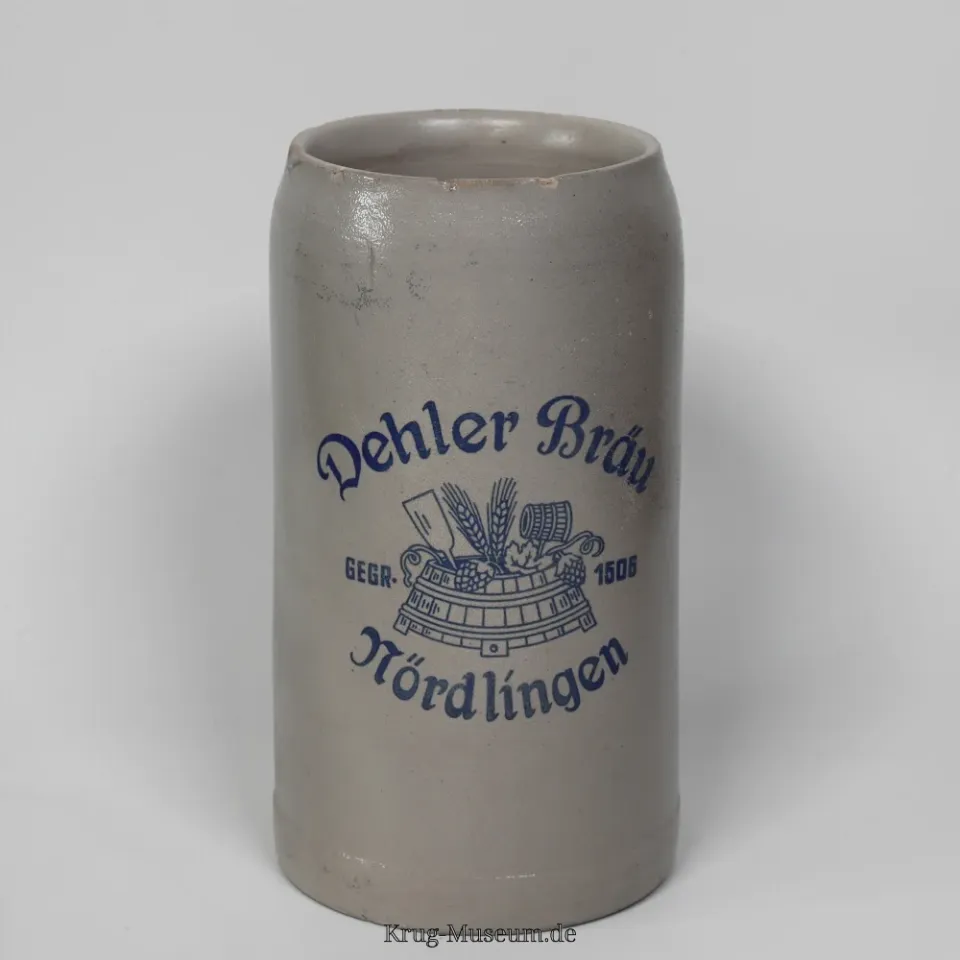 Dehler Bräu
GEGR. 1506
Nördlingen
Krug-Museum.de